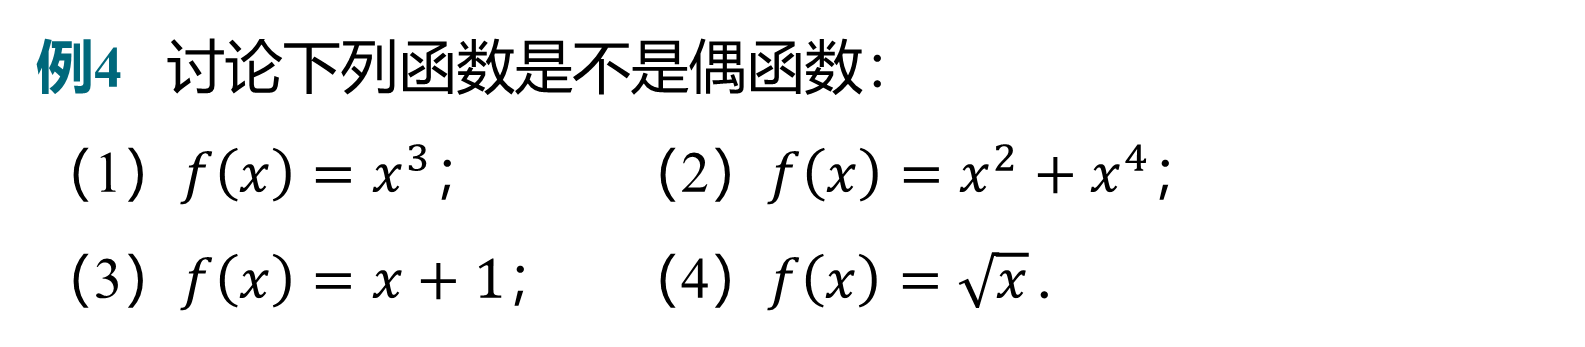 例4 讨论下列函数是不是偶函数：
（1）f(x) = x³； （2）f(x) = x² + x⁴；
（3）f(x) = x + 1； （4）f(x) = √x .